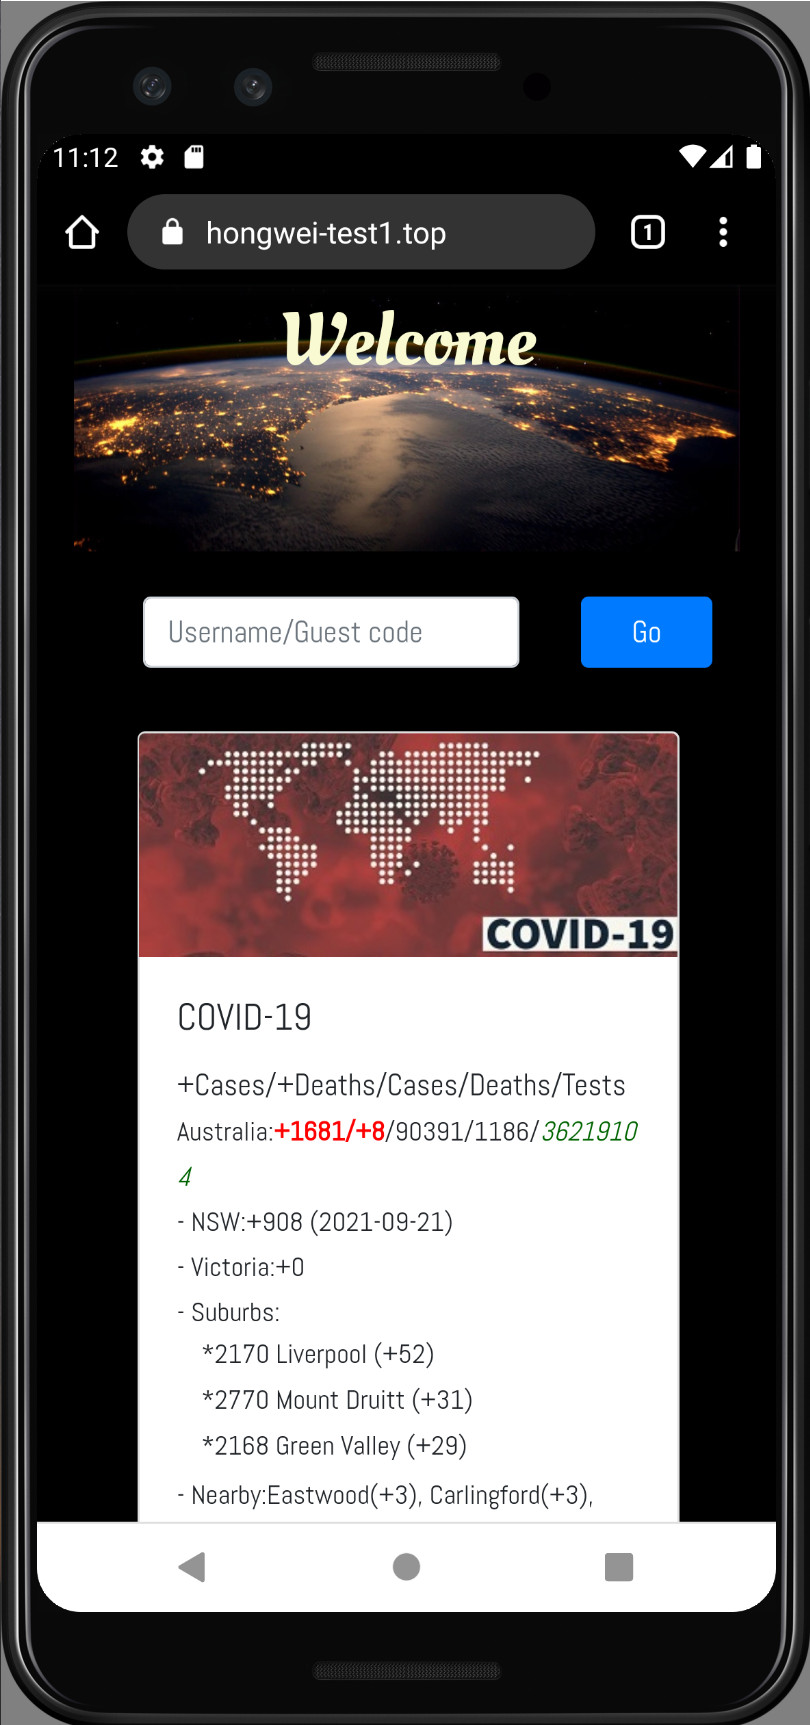 11:12
hongwei-test1.top
1
Welcome
Username/Guest code
Go
COVID-19
COVID-19
+Cases/+Deaths/Cases/Deaths/Tests
Australia:+1681/+8/90391/1186/3621910
4
- NSW:+908 (2021-09-21)
- Victoria:+0
- Suburbs:
*2170 Liverpool (+52)
*2770 Mount Druitt (+31)
*2168 Green Valley (+29)
- Nearby:Eastwood(+3), Carlingford(+3),